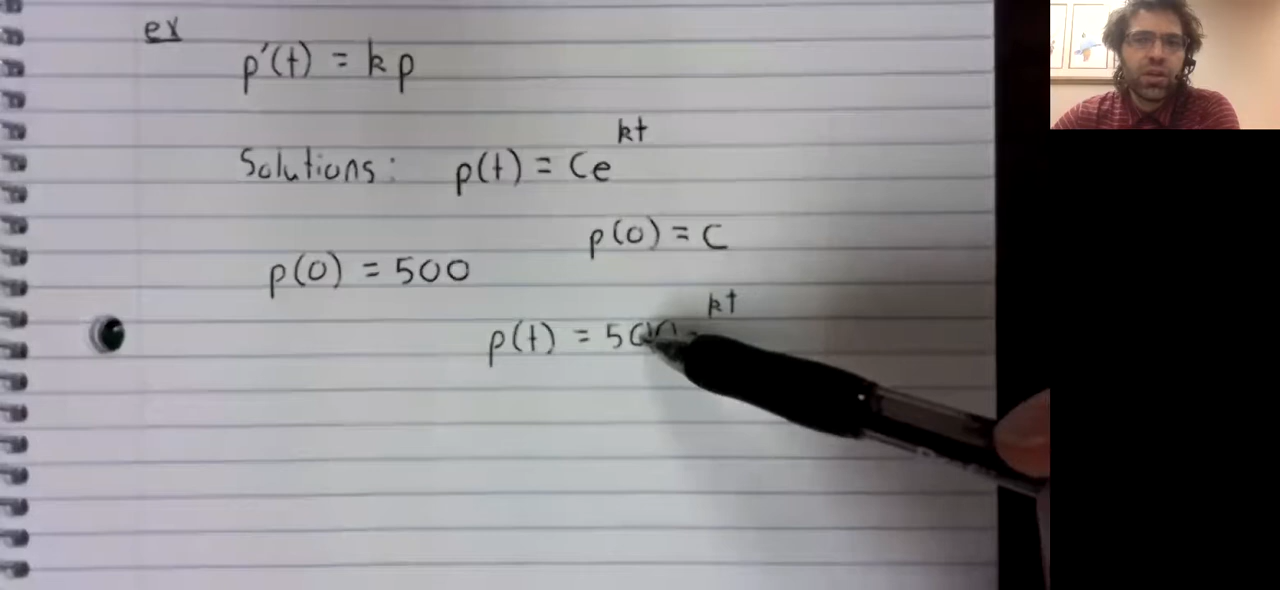 ex
p'(t) = kp
Solutions: p(t) = Ce^{kt}
p(0) = C
p(0) = 500
p(t) = 500 ^{kt}